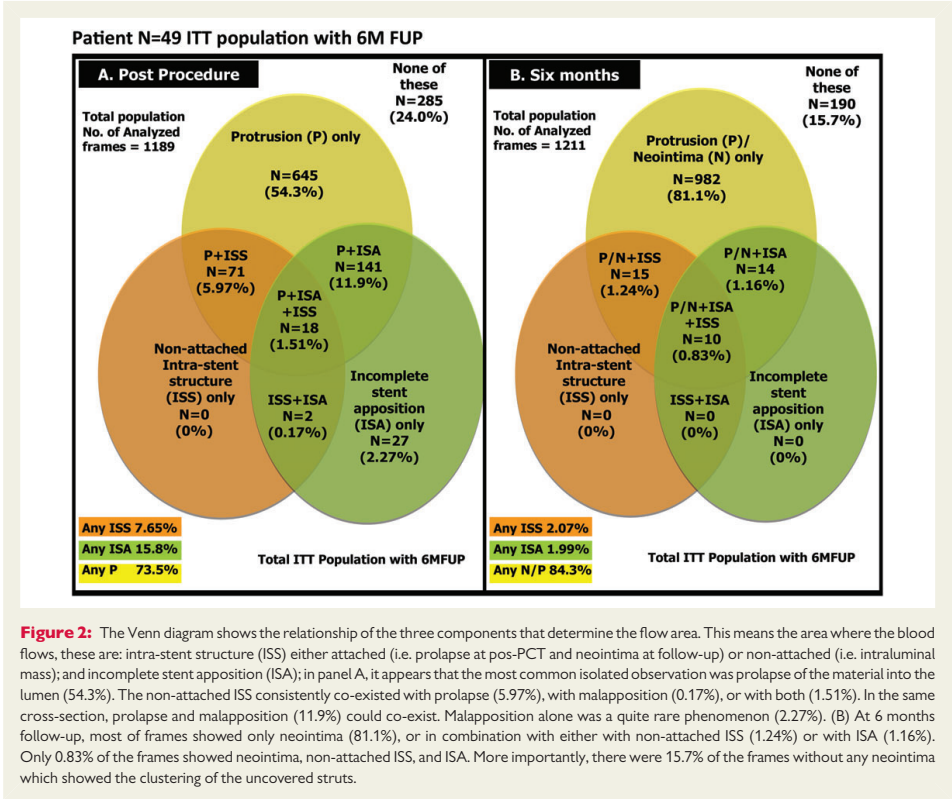 Patient N=49 ITT population with 6M FUP
A. Post Procedure
None of
these
N=285
(24.0%)
Total population
No. of Analyzed
frames = 1189
Protrusion (P) only
N=645
(54.3%)
P+ISS
N=71
(5.97%)
P+ISA
N=141
(11.9%)
P+ISA
+ISS
N=18
(1.51%)
Non-attached
Intra-stent
structure
(ISS) only
N=0
(0%)
ISS+ISA
N=2
(0.17%)
Incomplete
stent
apposition
(ISA) only
N=27
(2.27%)
Any ISS 7.65%
Any ISA 15.8%
Any P 73.5%
Total ITT Population with 6MFUP
B. Six months
None of
these
N=190
(15.7%)
Total population
No. of Analyzed
frames = 1211
Protrusion (P)/
Neointima (N) only
N=982
(81.1%)
P/N+ISS
N=15
(1.24%)
P/N+ISA
N=14
(1.16%)
P/N+ISA
+ISS
N=10
(0.83%)
Non-attached
Intra-stent
structure
(ISS) only
N=0
(0%)
ISS+ISA
N=0
(0%)
Incomplete
stent
apposition
(ISA) only
N=0
(0%)
Any ISS 2.07%
Any ISA 1.99%
Any N/P 84.3%
Total ITT Population with 6MFUP
Figure 2: The Venn diagram shows the relationship of the three components that determine the flow area. This means the area where the blood
flows, these are: intra-stent structure (ISS) either attached (i.e. prolapse at pos-PCT and neointima at follow-up) or non-attached (i.e. intraluminal
mass); and incomplete stent apposition (ISA); in panel A, it appears that the most common isolated observation was prolapse of the material into the
lumen (54.3%). The non-attached ISS consistently co-existed with prolapse (5.97%), with malapposition (0.17%), or with both (1.51%). In the same
cross-section, prolapse and malapposition (11.9%) could co-exist. Malapposition alone was a quite rare phenomenon (2.27%). (B) At 6 months
follow-up, most of frames showed only neointima (81.1%), or in combination with either with non-attached ISS (1.24%) or with ISA (1.16%).
Only 0.83% of the frames showed neointima, non-attached ISS, and ISA. More importantly, there were 15.7% of the frames without any neointima
which showed the clustering of the uncovered struts.